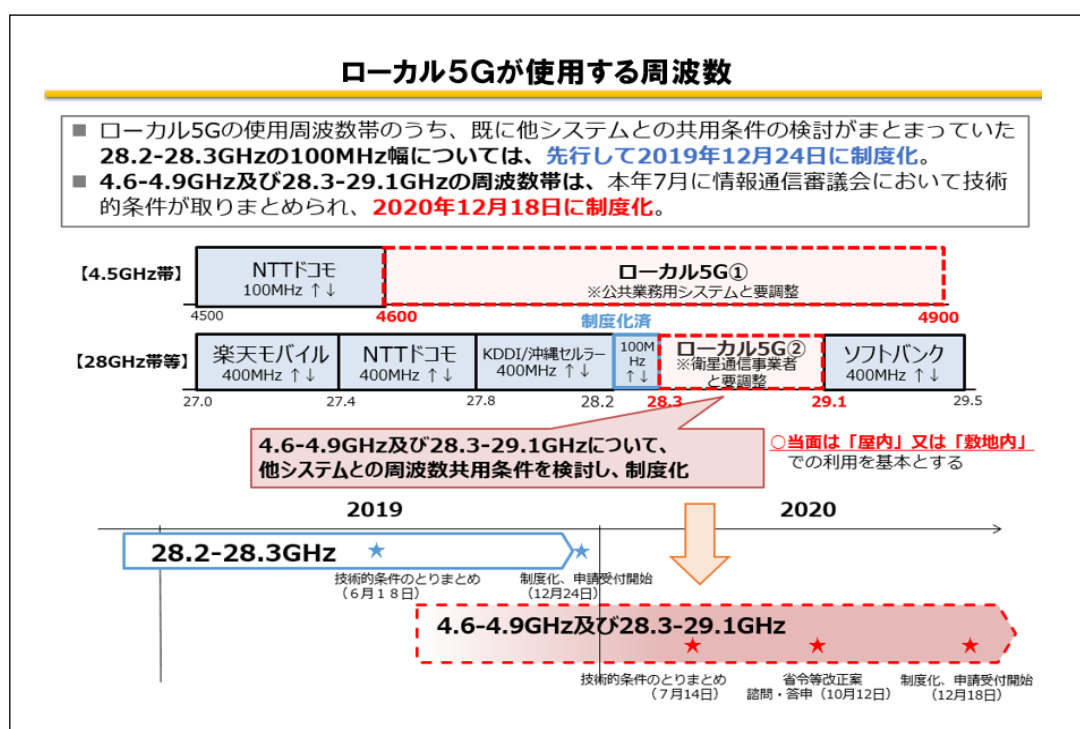 ローカル5Gが使用する周波数
■ ローカル5Gの使用周波数帯のうち、既に他システムとの共用条件の検討がまとまっていた
28.2-28.3GHzの100MHz幅については、先行して2019年12月24日に制度化。
■ 4.6-4.9GHz及び28.3-29.1GHzの周波数帯は、本年7月に情報通信審議会において技術
的条件が取りまとめられ、2020年12月18日に制度化。
【4.5GHz帯】
NTTドコモ
100MHz ↑↓
ローカル5G①
※公共業務用システムと要調整
4500
4600
4900
制度化済
【28GHz帯等】
楽天モバイル
400MHz ↑↓
NTTドコモ
400MHz ↑↓
KDDI/沖縄セルラー
400MHz ↑↓
100M
Hz
↑↓
ローカル5G②
※衛星通信事業者
と要調整
ソフトバンク
400MHz ↑↓
27.0
27.4
27.8
28.2
28.3
29.1
29.5
4.6-4.9GHz及び28.3-29.1GHzについて、
他システムとの周波数共用条件を検討し、制度化
○当面は「屋内」又は「敷地内」
での利用を基本とする
2019
2020
28.2-28.3GHz
技術的条件のとりまとめ
（6月18日）
制度化、申請受付開始
（12月24日）
4.6-4.9GHz及び28.3-29.1GHz
技術的条件のとりまとめ
（7月14日）
省令等改正案
諮問・答申（10月12日）
制度化、申請受付開始
（12月18日）